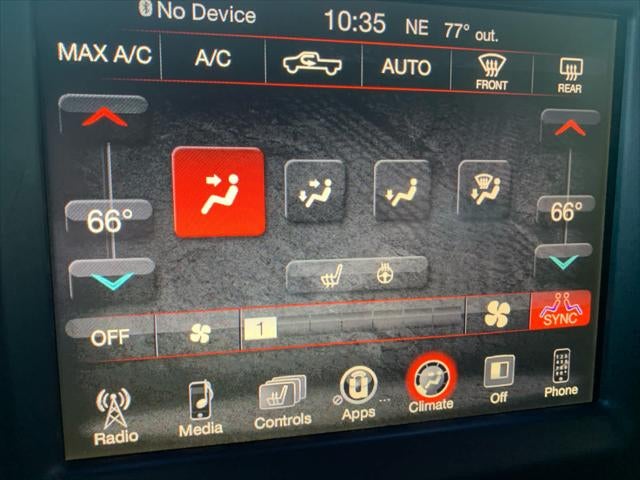 No Device 10:35 NE 77° out.
MAX A/C A/C AUTO FRONT REAR
66° 66°
OFF 1 SYNC
Radio Media Controls Apps Climate Off Phone